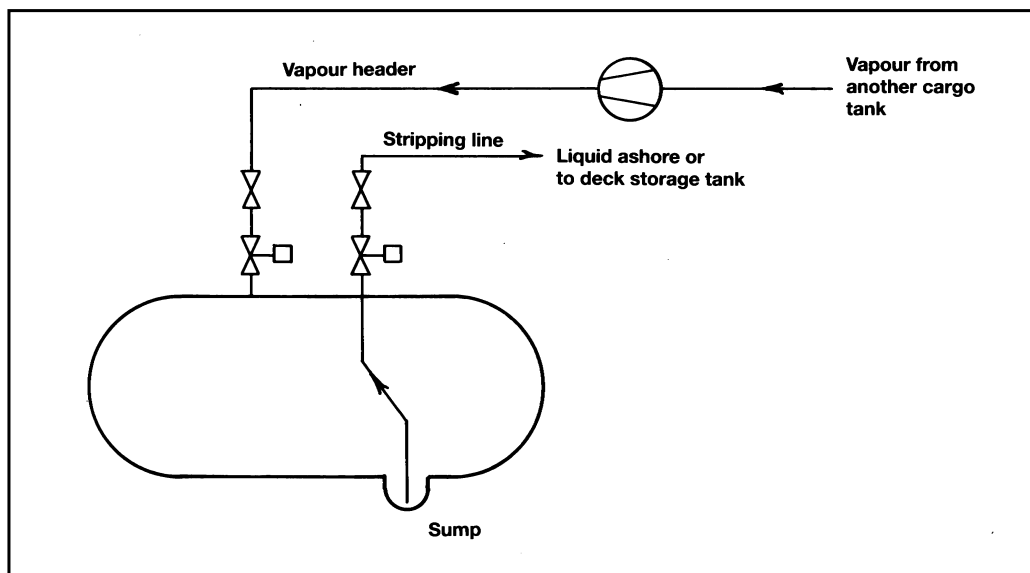 Vapour header
Vapour from
another cargo
tank
Stripping line
Liquid ashore or
to deck storage tank
Sump